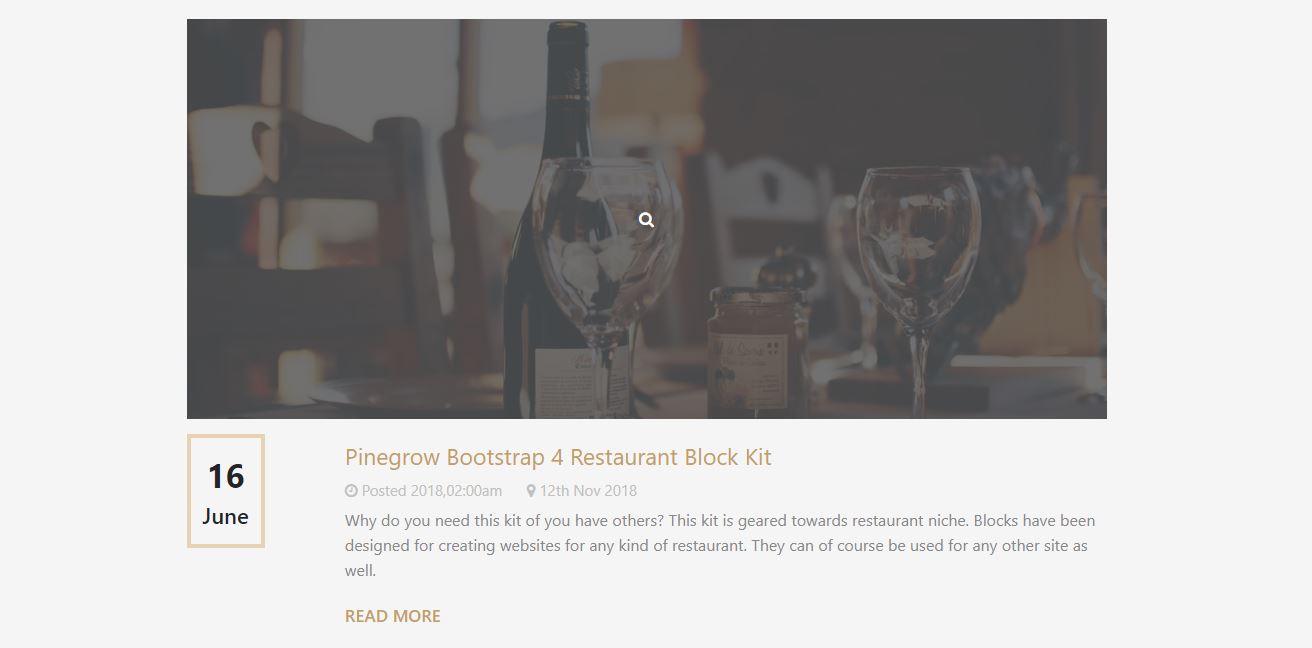 16
June
Pinegrow Bootstrap 4 Restaurant Block Kit
Posted 2018,02:00am 12th Nov 2018
Why do you need this kit of you have others? This kit is geared towards restaurant niche. Blocks have been
designed for creating websites for any kind of restaurant. They can of course be used for any other site as
well.
READ MORE